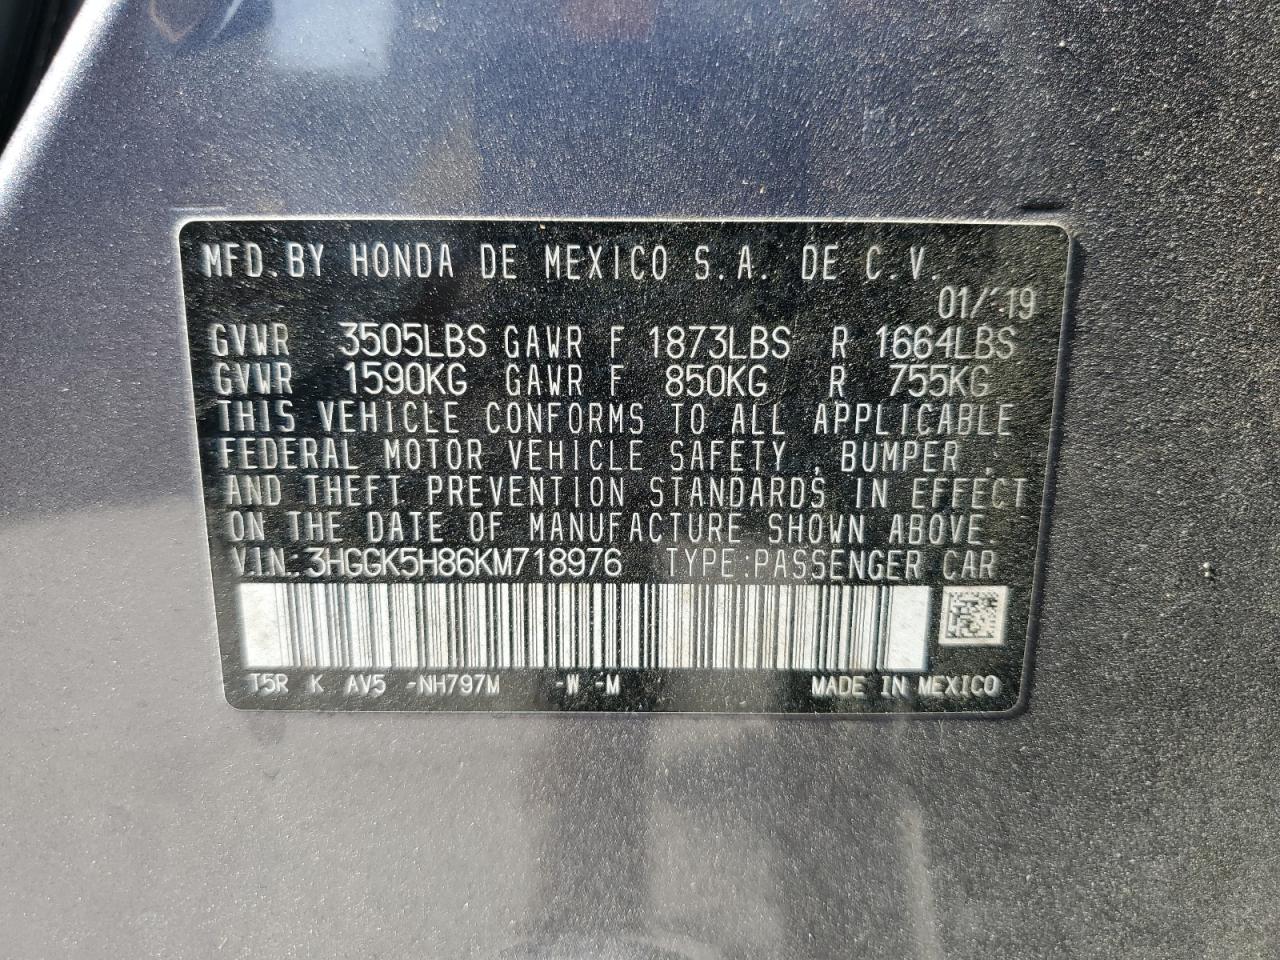 MFD.BY HONDA DE MEXICO S.A. DE C.V.
01/'19
GVWR 3505LBS GAWR F 1873LBS R 1664LBS
GVWR 1590KG GAWR F 850KG R 755KG
THIS VEHICLE CONFORMS TO ALL APPLICABLE
FEDERAL MOTOR VEHICLE SAFETY , BUMPER ,
AND THEFT PREVENTION STANDARDS IN EFFECT
ON THE DATE OF MANUFACTURE SHOWN ABOVE.
V.I.N.:3HGGK5H86KM718976 TYPE:PASSENGER CAR
T5R K AV5 -NH797M -W -M MADE IN MEXICO